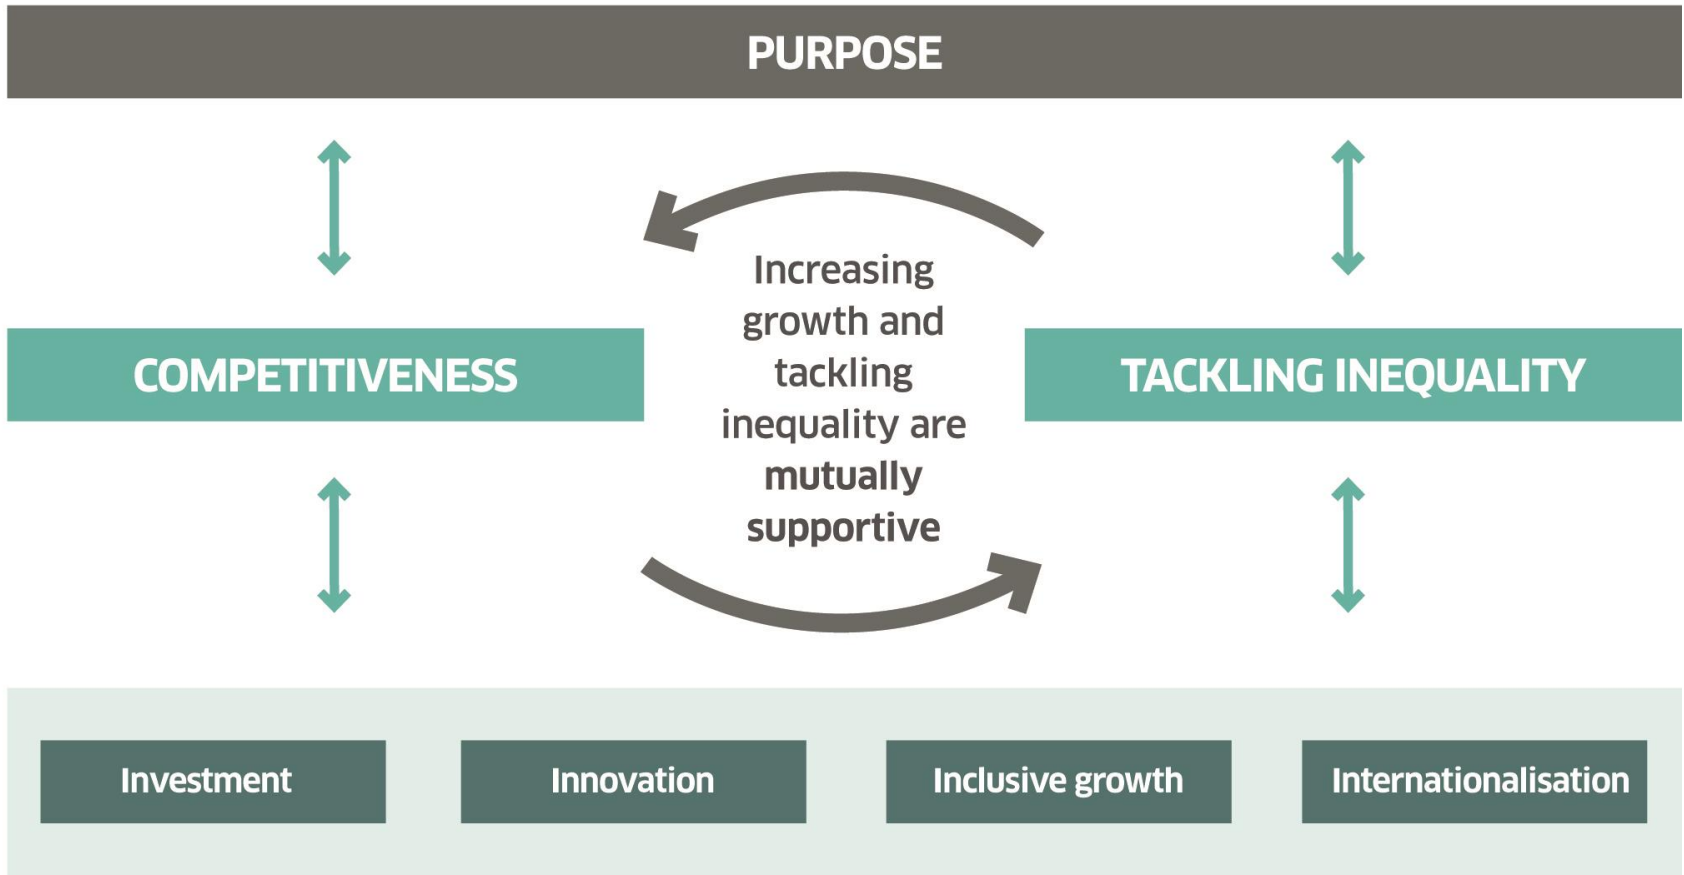 PURPOSE
COMPETITIVENESS
Increasing
growth and
tackling
inequality are
mutually
supportive
TACKLING INEQUALITY
Investment
Innovation
Inclusive growth
Internationalisation